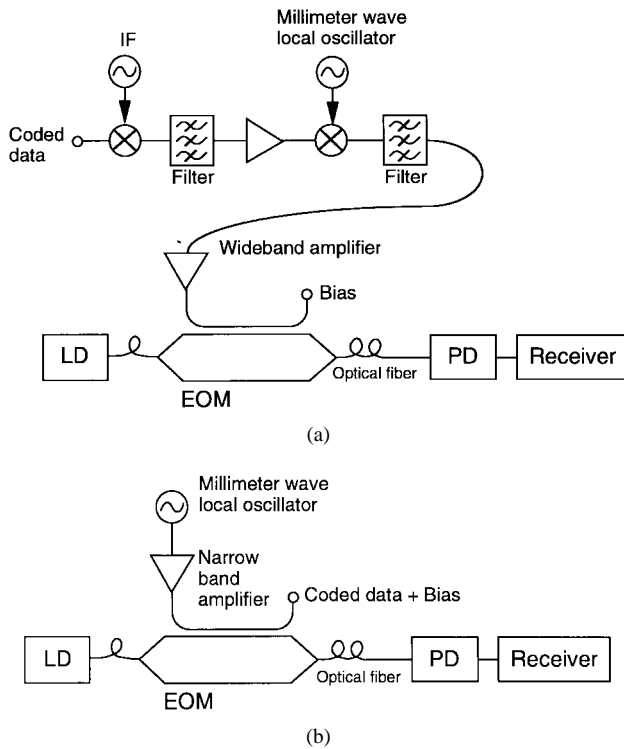 Millimeter wave
local oscillator
IF
Coded
data
Filter
Filter
Wideband amplifier
Bias
LD
EOM
Optical fiber
PD
Receiver
(a)
Millimeter wave
local oscillator
Narrow
band
amplifier
Coded data + Bias
LD
EOM
Optical fiber
PD
Receiver
(b)